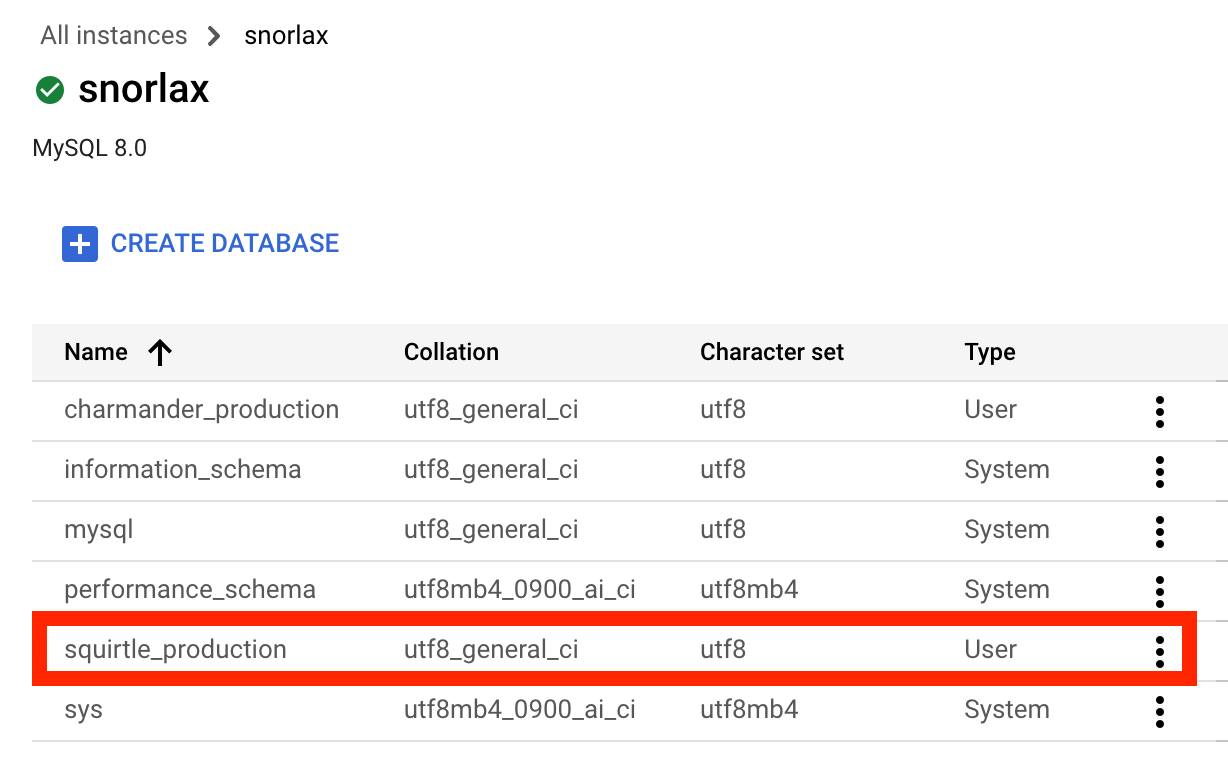 All instances > snorlax
snorlax
MySQL 8.0
CREATE DATABASE
Name Collation Character set Type
charmander_production utf8_general_ci utf8 User
information_schema utf8_general_ci utf8 System
mysql utf8_general_ci utf8 System
performance_schema utf8mb4_0900_ai_ci utf8mb4 System
squirtle_production utf8_general_ci utf8 User
sys utf8mb4_0900_ai_ci utf8mb4 System